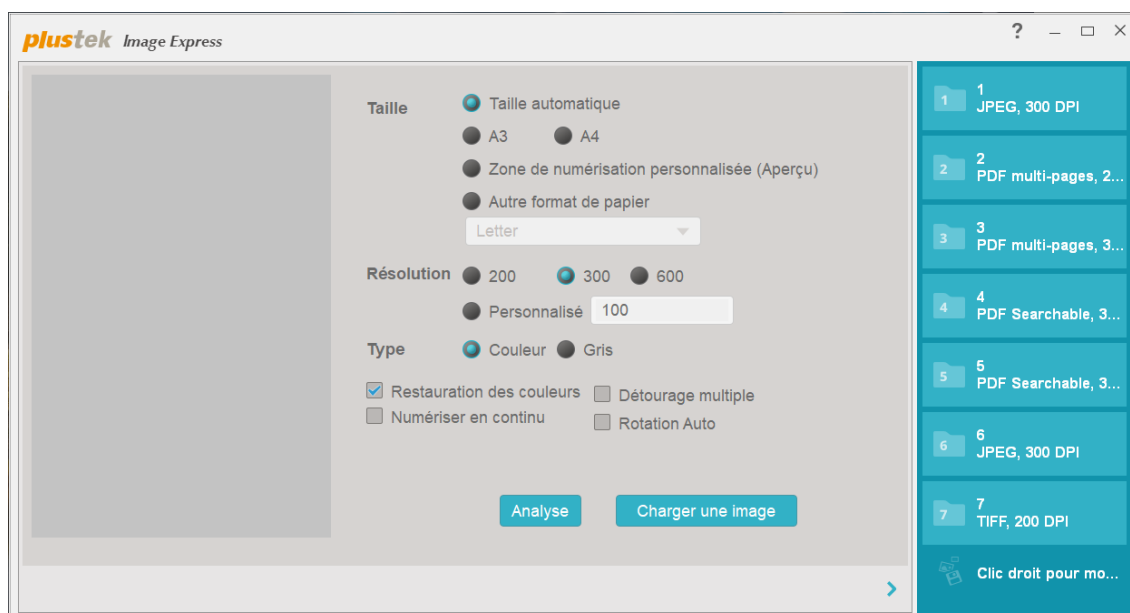 plustek Image Express
?
Taille
Taille automatique
A3 A4
Zone de numérisation personnalisée (Aperçu)
Autre format de papier
Letter
Résolution 200 300 600
Personnalisé 100
Type Couleur Gris
Restauration des couleurs Détourage multiple
Numériser en continu Rotation Auto
Analyse Charger une image
1 1
JPEG, 300 DPI
2 2
PDF multi-pages, 2...
3 3
PDF multi-pages, 3...
4 4
PDF Searchable, 3...
5 5
PDF Searchable, 3...
6 6
JPEG, 300 DPI
7 7
TIFF, 200 DPI
Clic droit pour mo...